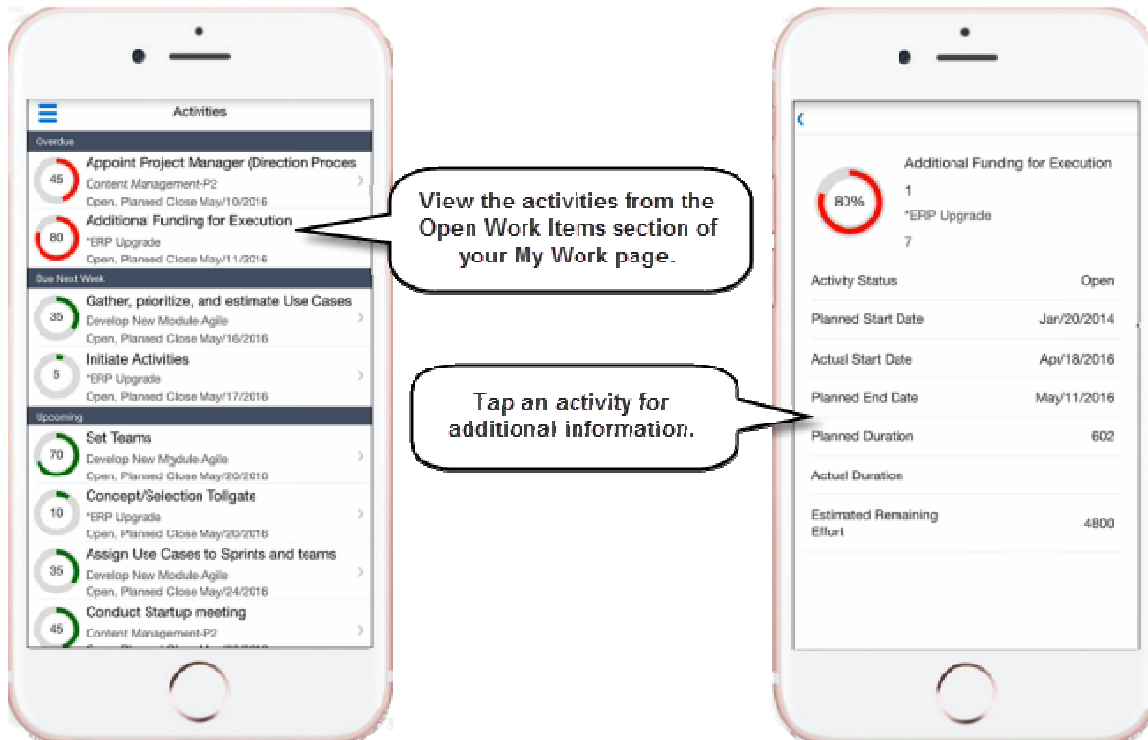 Activities
Overdue
45
Appoint Project Manager (Direction Proces
Content Management-P2
Open, Planned Close May/10/2016
80
Additional Funding for Execution
*ERP Upgrade
Open, Planned Close May/11/2016
Due Next Week
35
Gather, prioritize, and estimate Use Cases
Develop New Module-Agile
Open, Planned Close May/16/2016
5
Initiate Activities
*ERP Upgrade
Open, Planned Close May/17/2016
Upcoming
70
Set Teams
Develop New Module-Agile
Open, Planned Close May/20/2016
10
Concept/Selection Tollgate
*ERP Upgrade
Open, Planned Close May/20/2016
35
Assign Use Cases to Sprints and teams
Develop New Module-Agile
Open, Planned Close May/24/2016
45
Conduct Startup meeting
Content Management-P2
View the activities from the
Open Work Items section of
your My Work page.
Tap an activity for
additional information.
80%
Additional Funding for Execution
1
*ERP Upgrade
7
Activity Status Open
Planned Start Date Jan/20/2014
Actual Start Date Apr/18/2016
Planned End Date May/11/2016
Planned Duration 602
Actual Duration
Estimated Remaining
Effort 4800